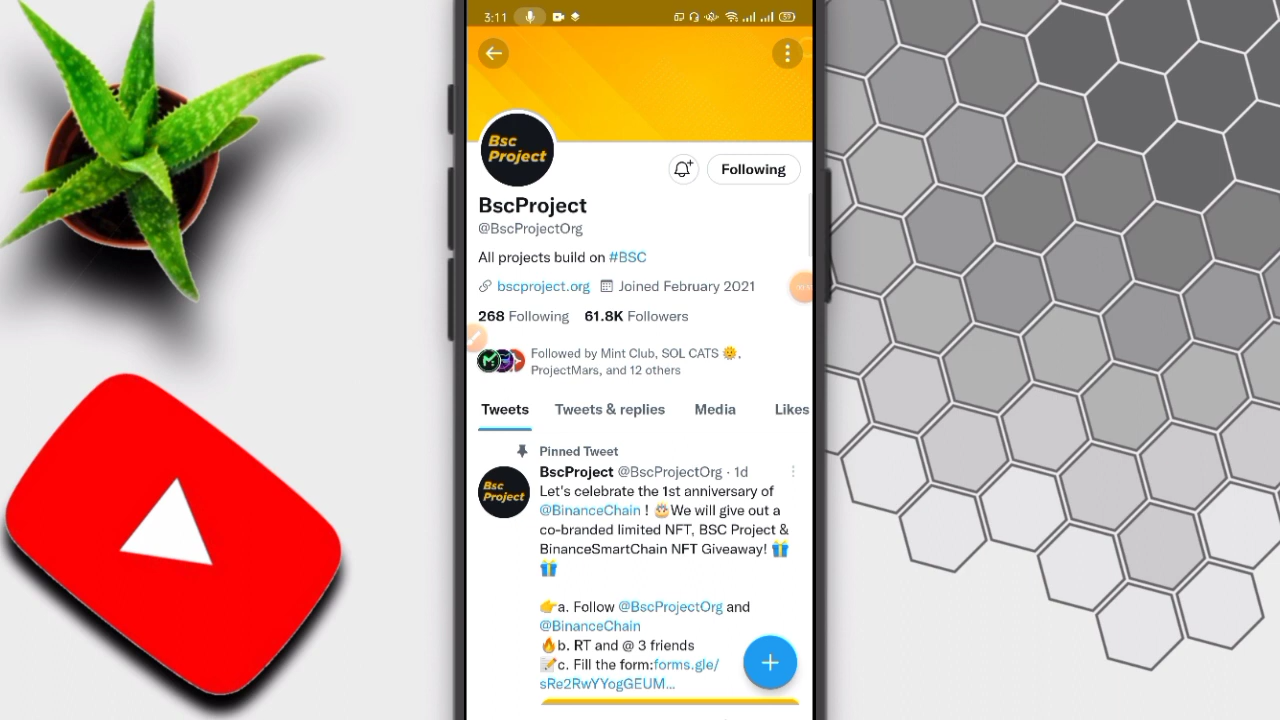 3:11
Bsc
Project
Following
BscProject
@BscProjectOrg
All projects build on #BSC
bscproject.org Joined February 2021
268 Following 61.8K Followers
Followed by Mint Club, SOL CATS 🌞,
ProjectMars, and 12 others
Tweets Tweets & replies Media Likes
Pinned Tweet
Bsc
Project
BscProject @BscProjectOrg · 1d
Let's celebrate the 1st anniversary of
@BinanceChain ! 🎂We will give out a
co-branded limited NFT, BSC Project &
BinanceSmartChain NFT Giveaway! 🎁
🎁
👉a. Follow @BscProjectOrg and
@BinanceChain
🔥b. RT and @ 3 friends
📝c. Fill the form:forms.gle/
sRe2RwYYogGEUM...